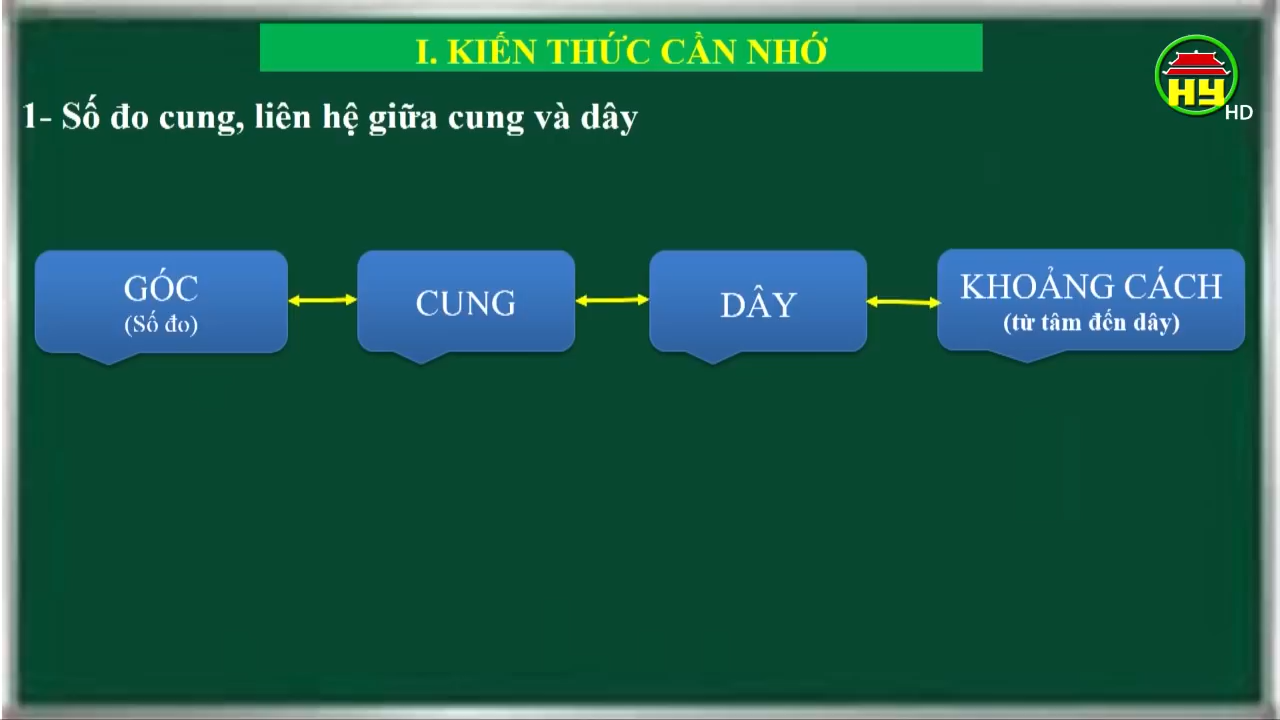 I. KIẾN THỨC CẦN NHỚ
HY
HD
1- Số đo cung, liên hệ giữa cung và dây
GÓC
(Số đo)
CUNG
DÂY
KHOẢNG CÁCH
(từ tâm đến dây)